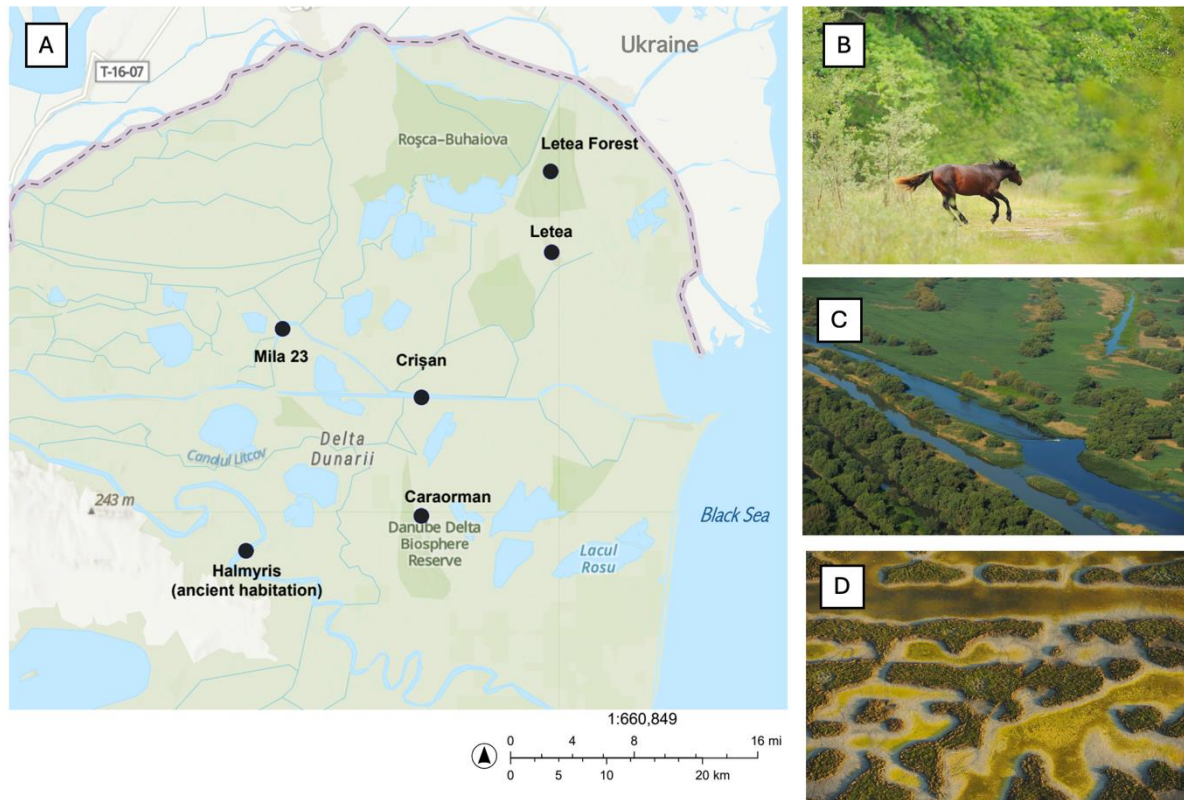 A
Ukraine
T-16-07
Roşca–Buhaiova
Letea Forest
Letea
Mila 23
Crișan
Delta
Dunarii
Canalul Litcov
243 m
Caraorman
Danube Delta
Biosphere
Reserve
Black Sea
Lacul
Rosu
Halmyris
(ancient habitation)
1:660,849
0 4 8 16 mi
0 5 10 20 km
B
C
D